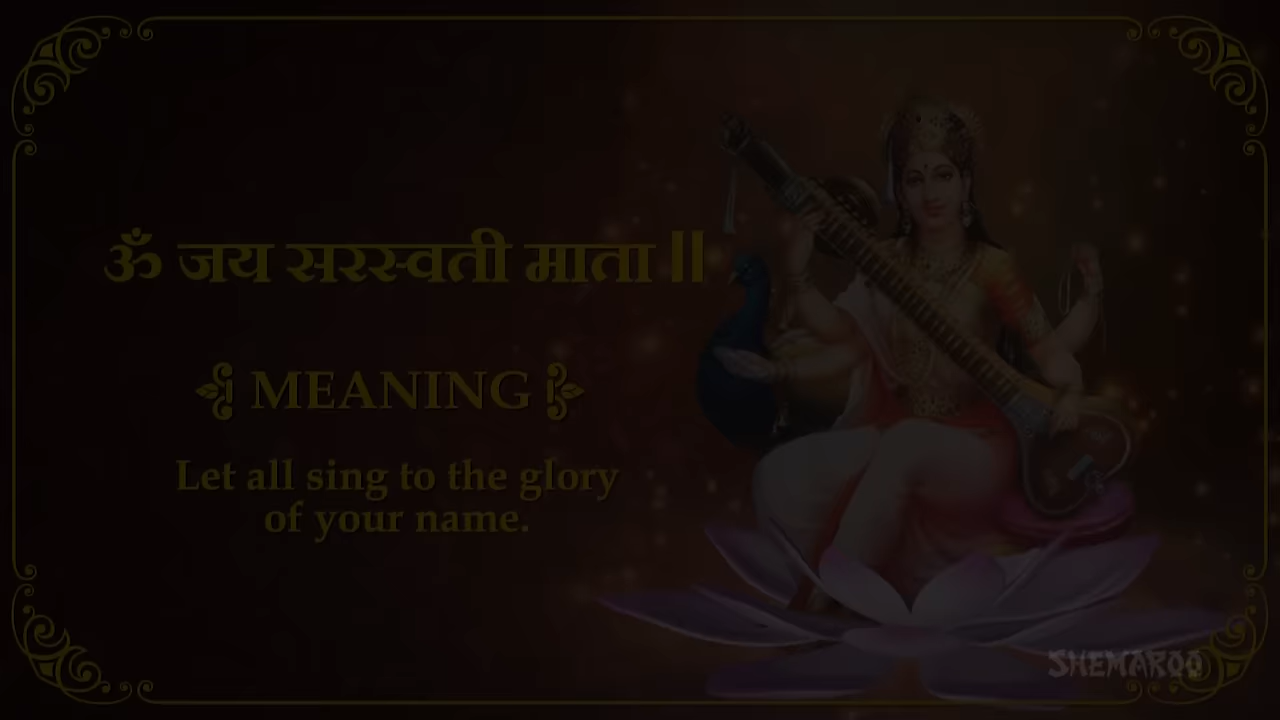 ॐ जय सरस्वती माता ||
MEANING
Let all sing to the glory
of your name.
SHEMAROO